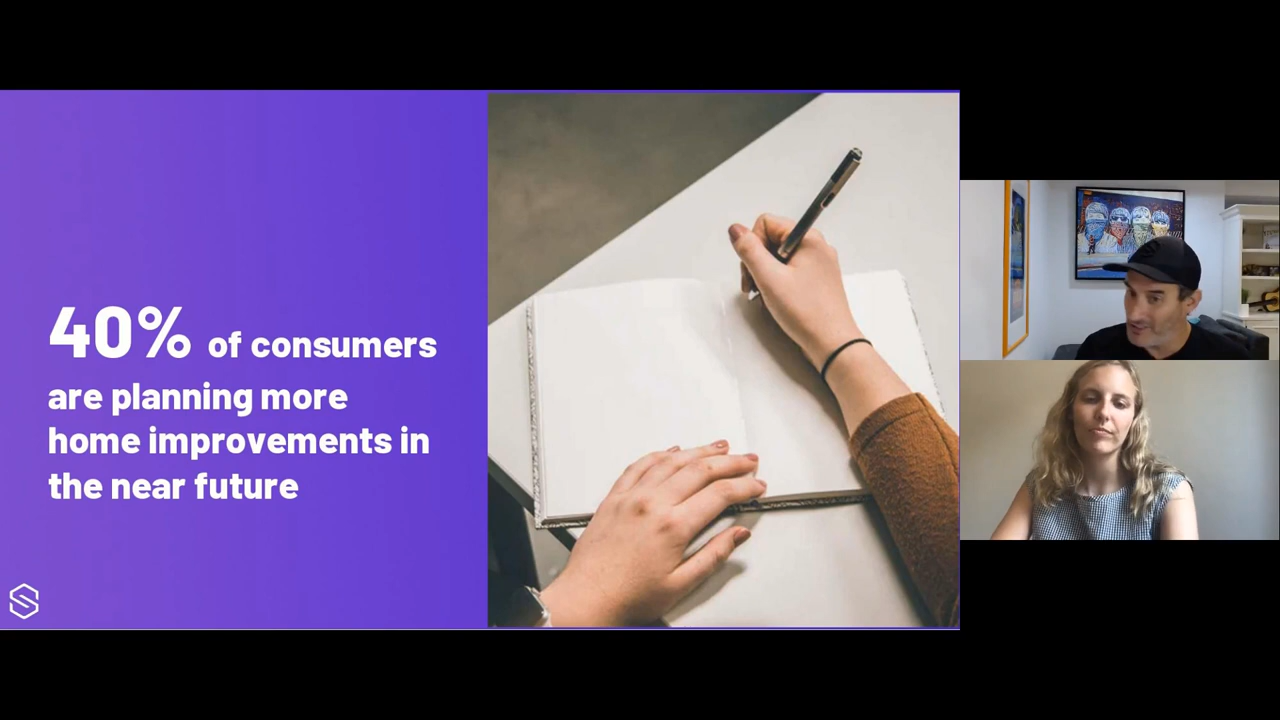 40% of consumers
are planning more
home improvements in
the near future